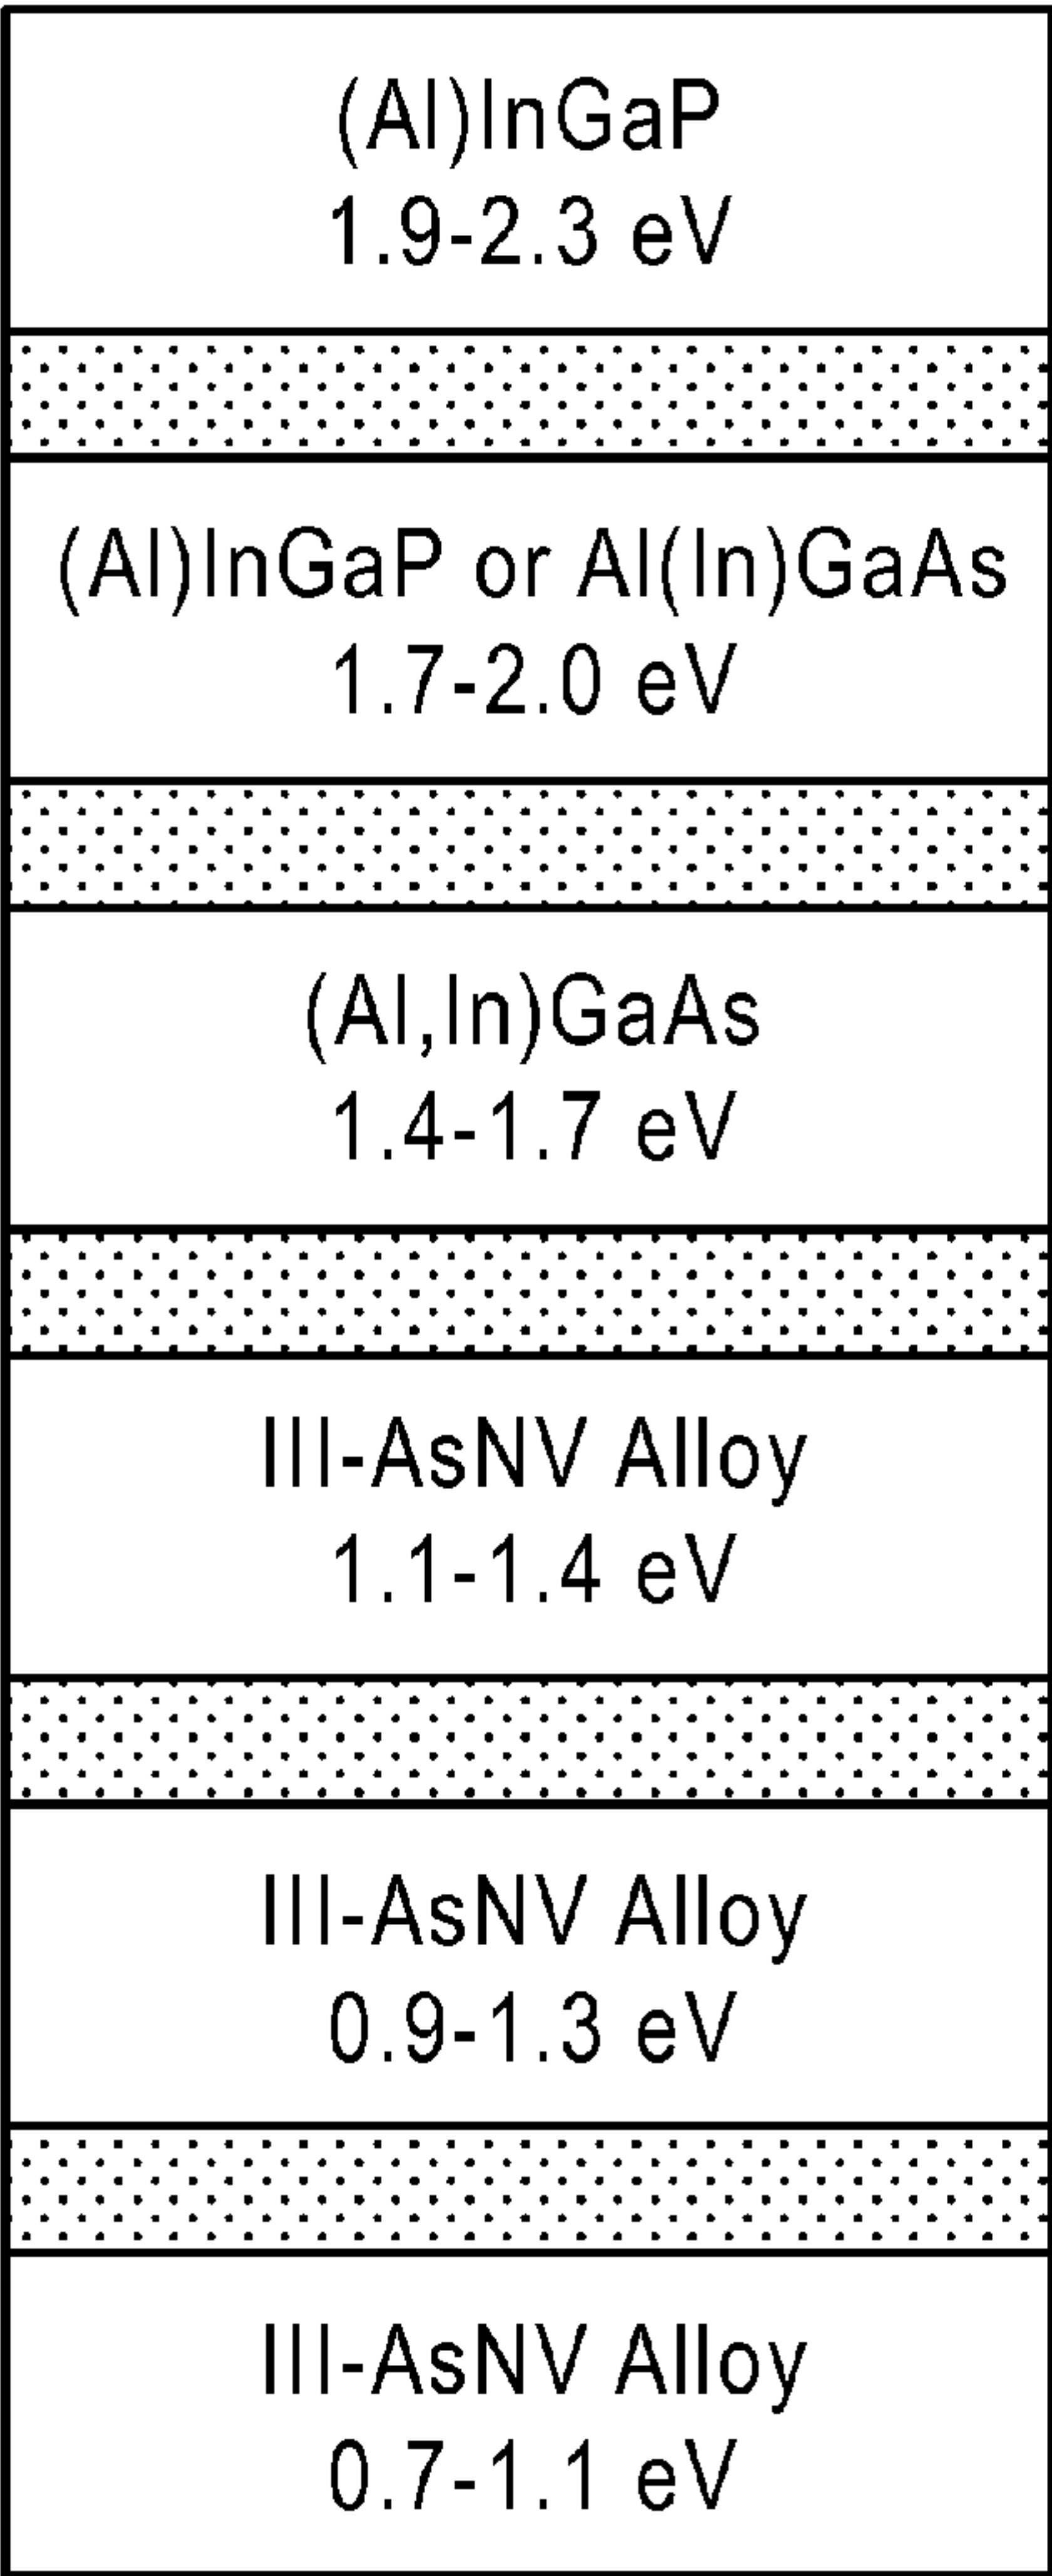 (Al)InGaP
1.9-2.3 eV
(Al)InGaP or Al(In)GaAs
1.7-2.0 eV
(Al,In)GaAs
1.4-1.7 eV
III-AsNV Alloy
1.1-1.4 eV
III-AsNV Alloy
0.9-1.3 eV
III-AsNV Alloy
0.7-1.1 eV